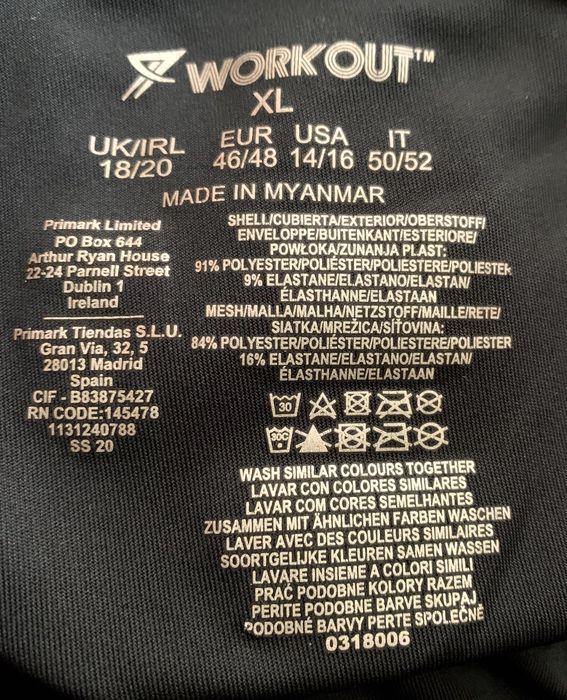 WORKOUT™
XL
UK/IRL EUR USA IT
18/20 46/48 14/16 50/52
MADE IN MYANMAR
Primark Limited
PO Box 644
Arthur Ryan House
22-24 Parnell Street
Dublin 1
Ireland
Primark Tiendas S.L.U.
Gran Via, 32, 5
28013 Madrid
Spain
CIF - B83875427
RN CODE:145478
1131240788
SS 20
SHELL/CUBIERTA/EXTERIOR/OBERSTOFF/
ENVELOPPE/BUITENKANT/ESTERIORE/
POWŁOKA/ZUNANJA PLAST:
91% POLYESTER/POLIÉSTER/POLIESTERE/POLIESTER
9% ELASTANE/ELASTANO/ELASTAN/
ÉLASTHANNE/ELASTAAN
MESH/MALLA/MALHA/NETZSTOFF/MAILLE/RETE/
SIATKA/MREŽICA/SÍŤOVINA:
84% POLYESTER/POLIÉSTER/POLIESTERE/POLIESTER
16% ELASTANE/ELASTANO/ELASTAN/
ÉLASTHANNE/ELASTAAN
30
30C
WASH SIMILAR COLOURS TOGETHER
LAVAR CON COLORES SIMILARES
LAVAR COM CORES SEMELHANTES
ZUSAMMEN MIT ÄHNLICHEN FARBEN WASCHEN
LAVER AVEC DES COULEURS SIMILAIRES
SOORTGELIJKE KLEUREN SAMEN WASSEN
LAVARE INSIEME A COLORI SIMILI
PRAĆ PODOBNE KOLORY RAZEM
PERITE PODOBNE BARVE SKUPAJ
PODOBNÉ BARVY PERTE SPOLEČNĚ
0318006